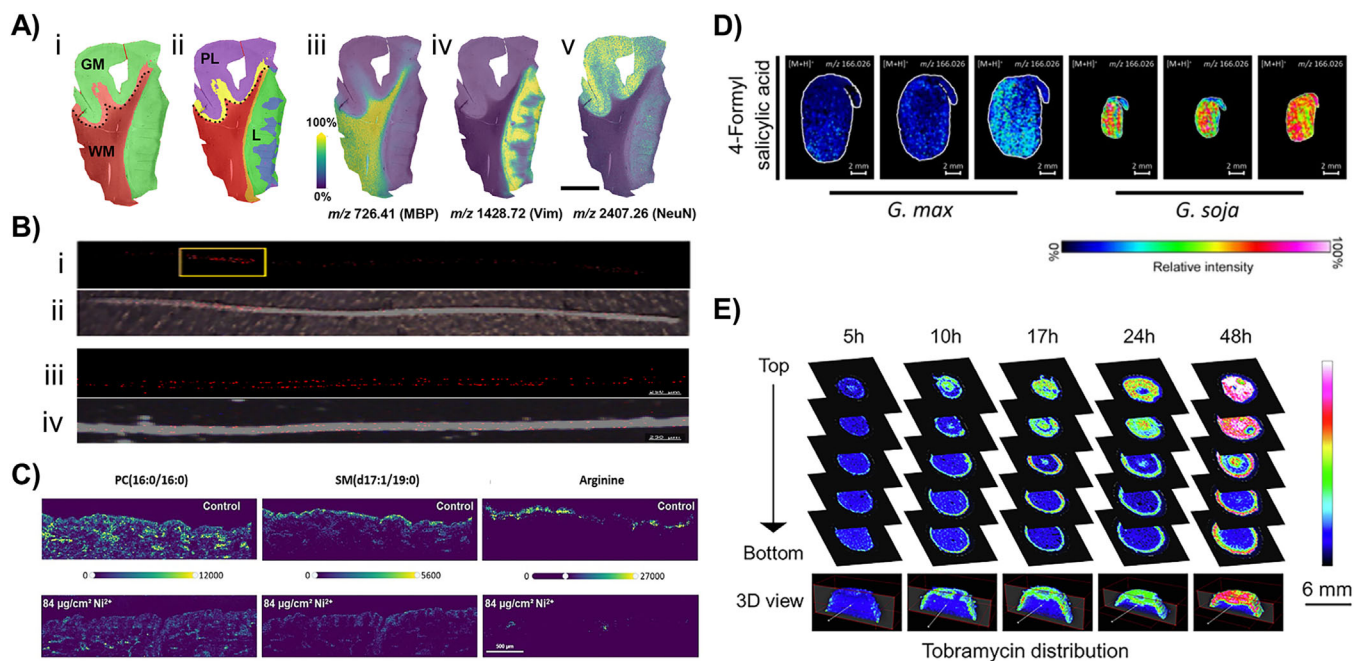 A)
i
ii
iii
iv
v
GM
PL
WM
L
100%
0%
m/z 726.41 (MBP)
m/z 1428.72 (Vim)
m/z 2407.26 (NeuN)
B)
i
ii
iii
iv
250 µm
C)
PC(16:0/16:0)
SM(d17:1/19:0)
Arginine
Control
Control
Control
0
12000
0
5600
0
27000
84 µg/cm² Ni²⁺
84 µg/cm² Ni²⁺
84 µg/cm² Ni²⁺
500 µm
D)
4-Formyl
salicylic acid
[M+H]⁺ m/z 166.026
[M+H]⁺ m/z 166.026
[M+H]⁺ m/z 166.026
[M+H]⁺ m/z 166.026
[M+H]⁺ m/z 166.026
[M+H]⁺ m/z 166.026
2 mm
2 mm
2 mm
2 mm
2 mm
2 mm
G. max
G. soja
0%
100%
Relative intensity
E)
5h
10h
17h
24h
48h
Top
Bottom
3D view
6 mm
Tobramycin distribution